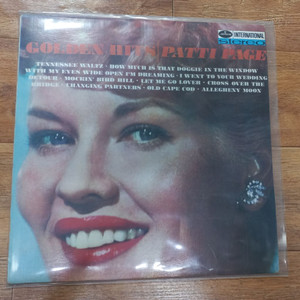 INTERNATIONAL
STEREO
GOLDEN HITS/PATTI PAGE
TENNESSEE WALTZ · HOW MUCH IS THAT DOGGIE IN THE WINDOW
WITH MY EYES WIDE OPEN I'M DREAMING · I WENT TO YOUR WEDDING
DETOUR · MOCKIN' BIRD HILL · LET ME GO LOVER · CROSS OVER THE
BRIDGE · CHANGING PARTNERS · OLD CAPE COD · ALLEGHENY MOON